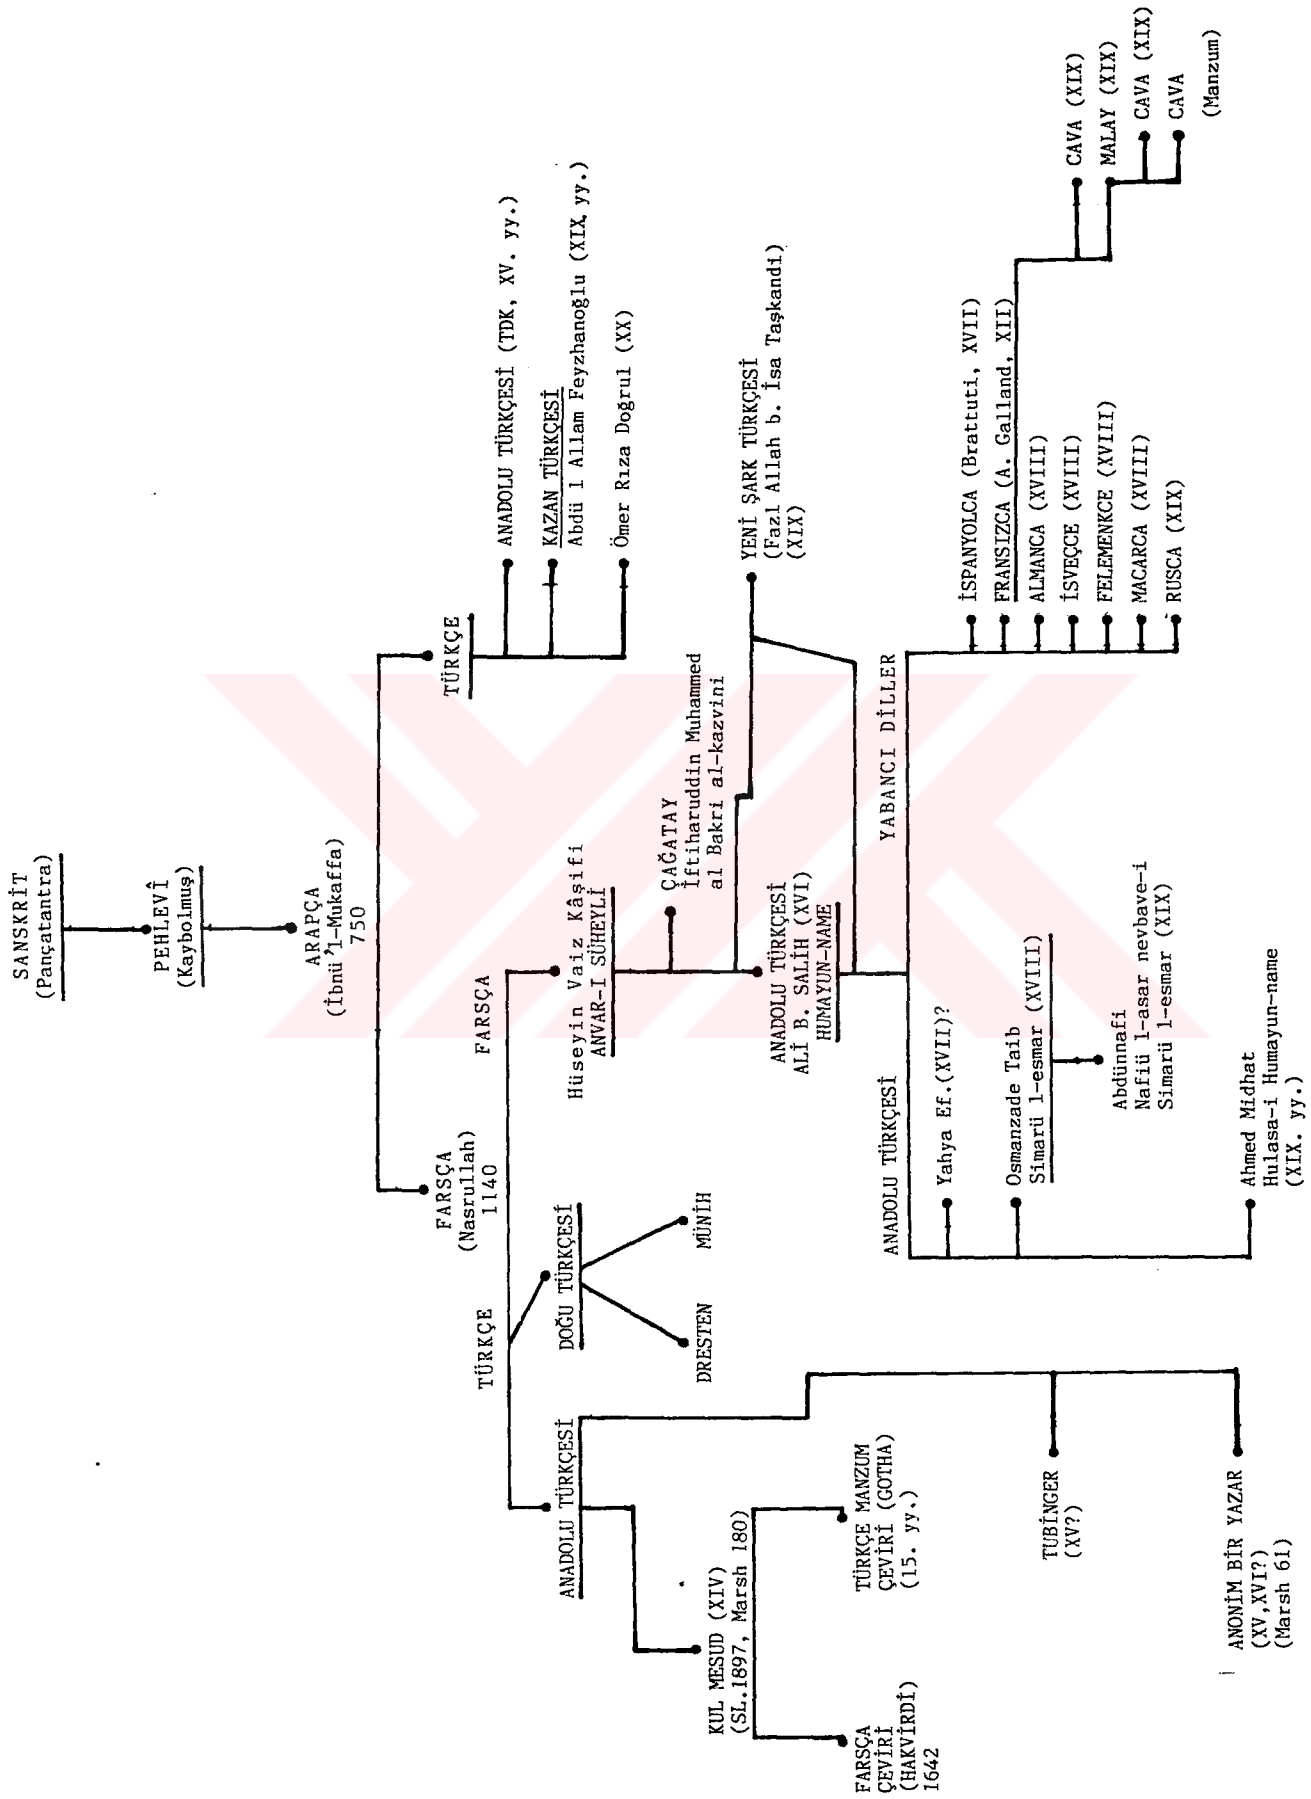 SANSKRİT
(Pançatantra)
PEHLEVÎ
(Kaybolmuş)
ARAPÇA
(İbnü'l-Mukaffa)
750
FARSÇA
(Nasrullah)
1140
TÜRKÇE
ANADOLU TÜRKÇESİ (TDK, XV. yy.)
KAZAN TÜRKÇESİ
Abdü l Allam Feyzhanoğlu (XIX. yy.)
Ömer Rıza Doğrul (XX)
TÜRKÇE
FARSÇA
ANADOLU TÜRKÇESİ
DOĞU TÜRKÇESİ
DRESTEN
MÜNİH
Hüseyin Vaiz Kâşifi
ANVAR-I SÜHEYLİ
ÇAĞATAY
İftiharuddin Muhammed
al Bakri al-kazvini
YENİ ŞARK TÜRKÇESİ
(Fazl Allah b. İsa Taşkandi)
(XIX)
KUL MESUD (XIV)
(SL.1897, Marsh 180)
FARSÇA
ÇEVİRİ
(HAKVİRDİ)
1642
TÜRKÇE MANZUM
ÇEVİRİ (GOTHA)
(15. yy.)
TUBİNGER
(XV?)
ANONİM BİR YAZAR
(XV,XVI?)
(Marsh 61)
ANADOLU TÜRKÇESİ
ALİ B. SALİH (XVI)
HUMAYUN-NAME
ANADOLU TÜRKÇESİ
Yahya Ef.(XVII)?
Osmanzade Taib
Simarü l-esmar (XVIII)
Abdünnafi
Nafiü l-asar nevbave-i
Simarü l-esmar (XIX)
Ahmed Midhat
Hulasa-i Humayun-name
(XIX. yy.)
YABANCI DİLLER
İSPANYOLCA (Brattuti, XVII)
FRANSIZCA (A. Galland, XII)
ALMANCA (XVIII)
İSVEÇCE (XVIII)
FELEMENKCE (XVIII)
MACARCA (XVIII)
RUSCA (XIX)
CAVA (XIX)
MALAY (XIX)
CAVA (XIX)
CAVA
(Manzum)